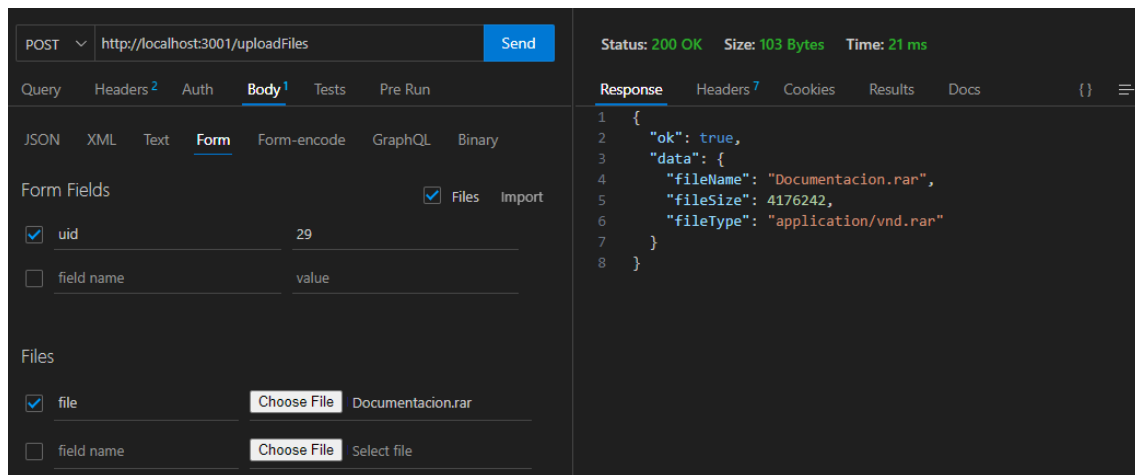 POST http://localhost:3001/uploadFiles Send
Query Headers 2 Auth Body 1 Tests Pre Run
JSON XML Text Form Form-encode GraphQL Binary
Form Fields Files Import
uid 29
field name value
Files
file Choose File Documentacion.rar
field name Choose File Select file
Status: 200 OK Size: 103 Bytes Time: 21 ms
Response Headers 7 Cookies Results Docs {}
1 {
2 "ok": true,
3 "data": {
4 "fileName": "Documentacion.rar",
5 "fileSize": 4176242,
6 "fileType": "application/vnd.rar"
7 }
8 }